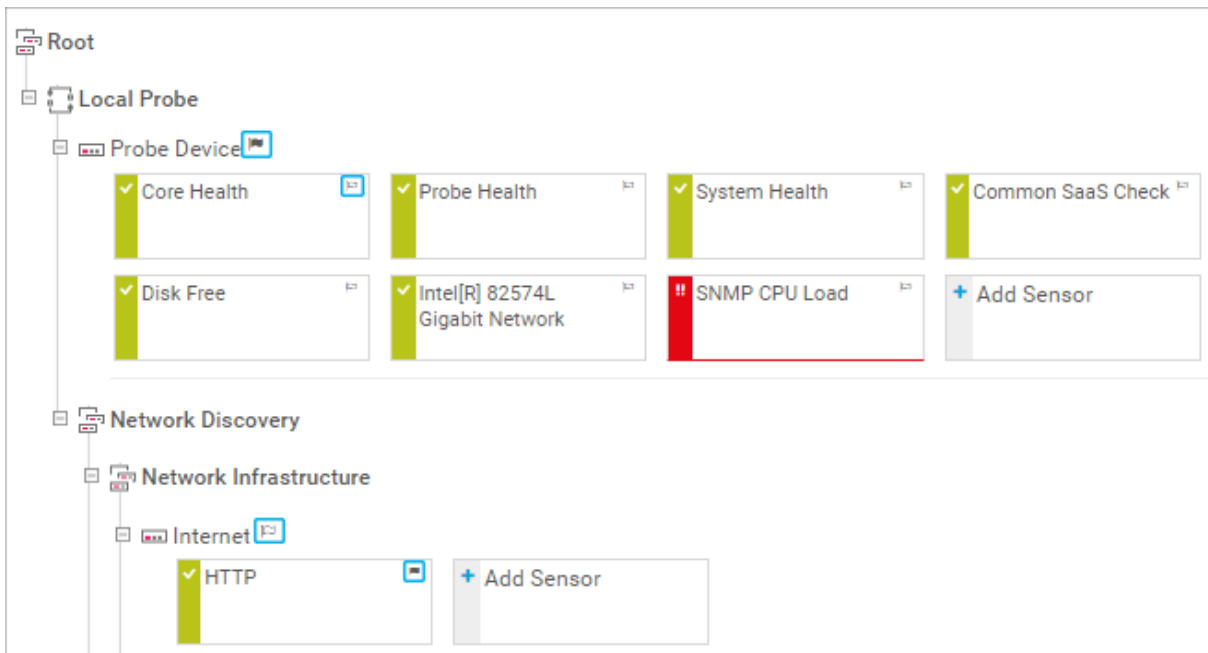 Root
Local Probe
Probe Device
Core Health
Probe Health
System Health
Common SaaS Check
Disk Free
Intel[R] 82574L
Gigabit Network
!! SNMP CPU Load
+ Add Sensor
Network Discovery
Network Infrastructure
Internet
HTTP
+ Add Sensor